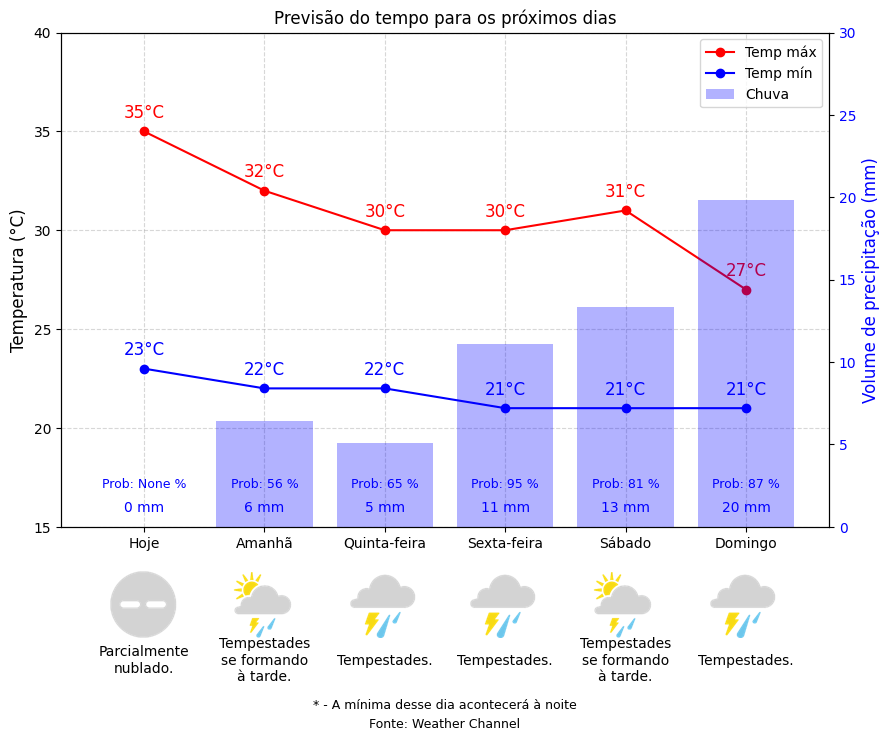 Previsão do tempo para os próximos dias
Temp máx
Temp mín
Chuva
Temperatura (°C)
40
35
30
25
20
15
Volume de precipitação (mm)
30
25
20
15
10
5
0
35°C
32°C
30°C
30°C
31°C
27°C
23°C
22°C
22°C
21°C
21°C
21°C
Prob: None %
Prob: 56 %
Prob: 65 %
Prob: 95 %
Prob: 81 %
Prob: 87 %
0 mm
6 mm
5 mm
11 mm
13 mm
20 mm
Hoje
Amanhã
Quinta-feira
Sexta-feira
Sábado
Domingo
Parcialmente
nublado.
Tempestades
se formando
à tarde.
Tempestades.
Tempestades.
Tempestades
se formando
à tarde.
Tempestades.
* - A mínima desse dia acontecerá à noite
Fonte: Weather Channel